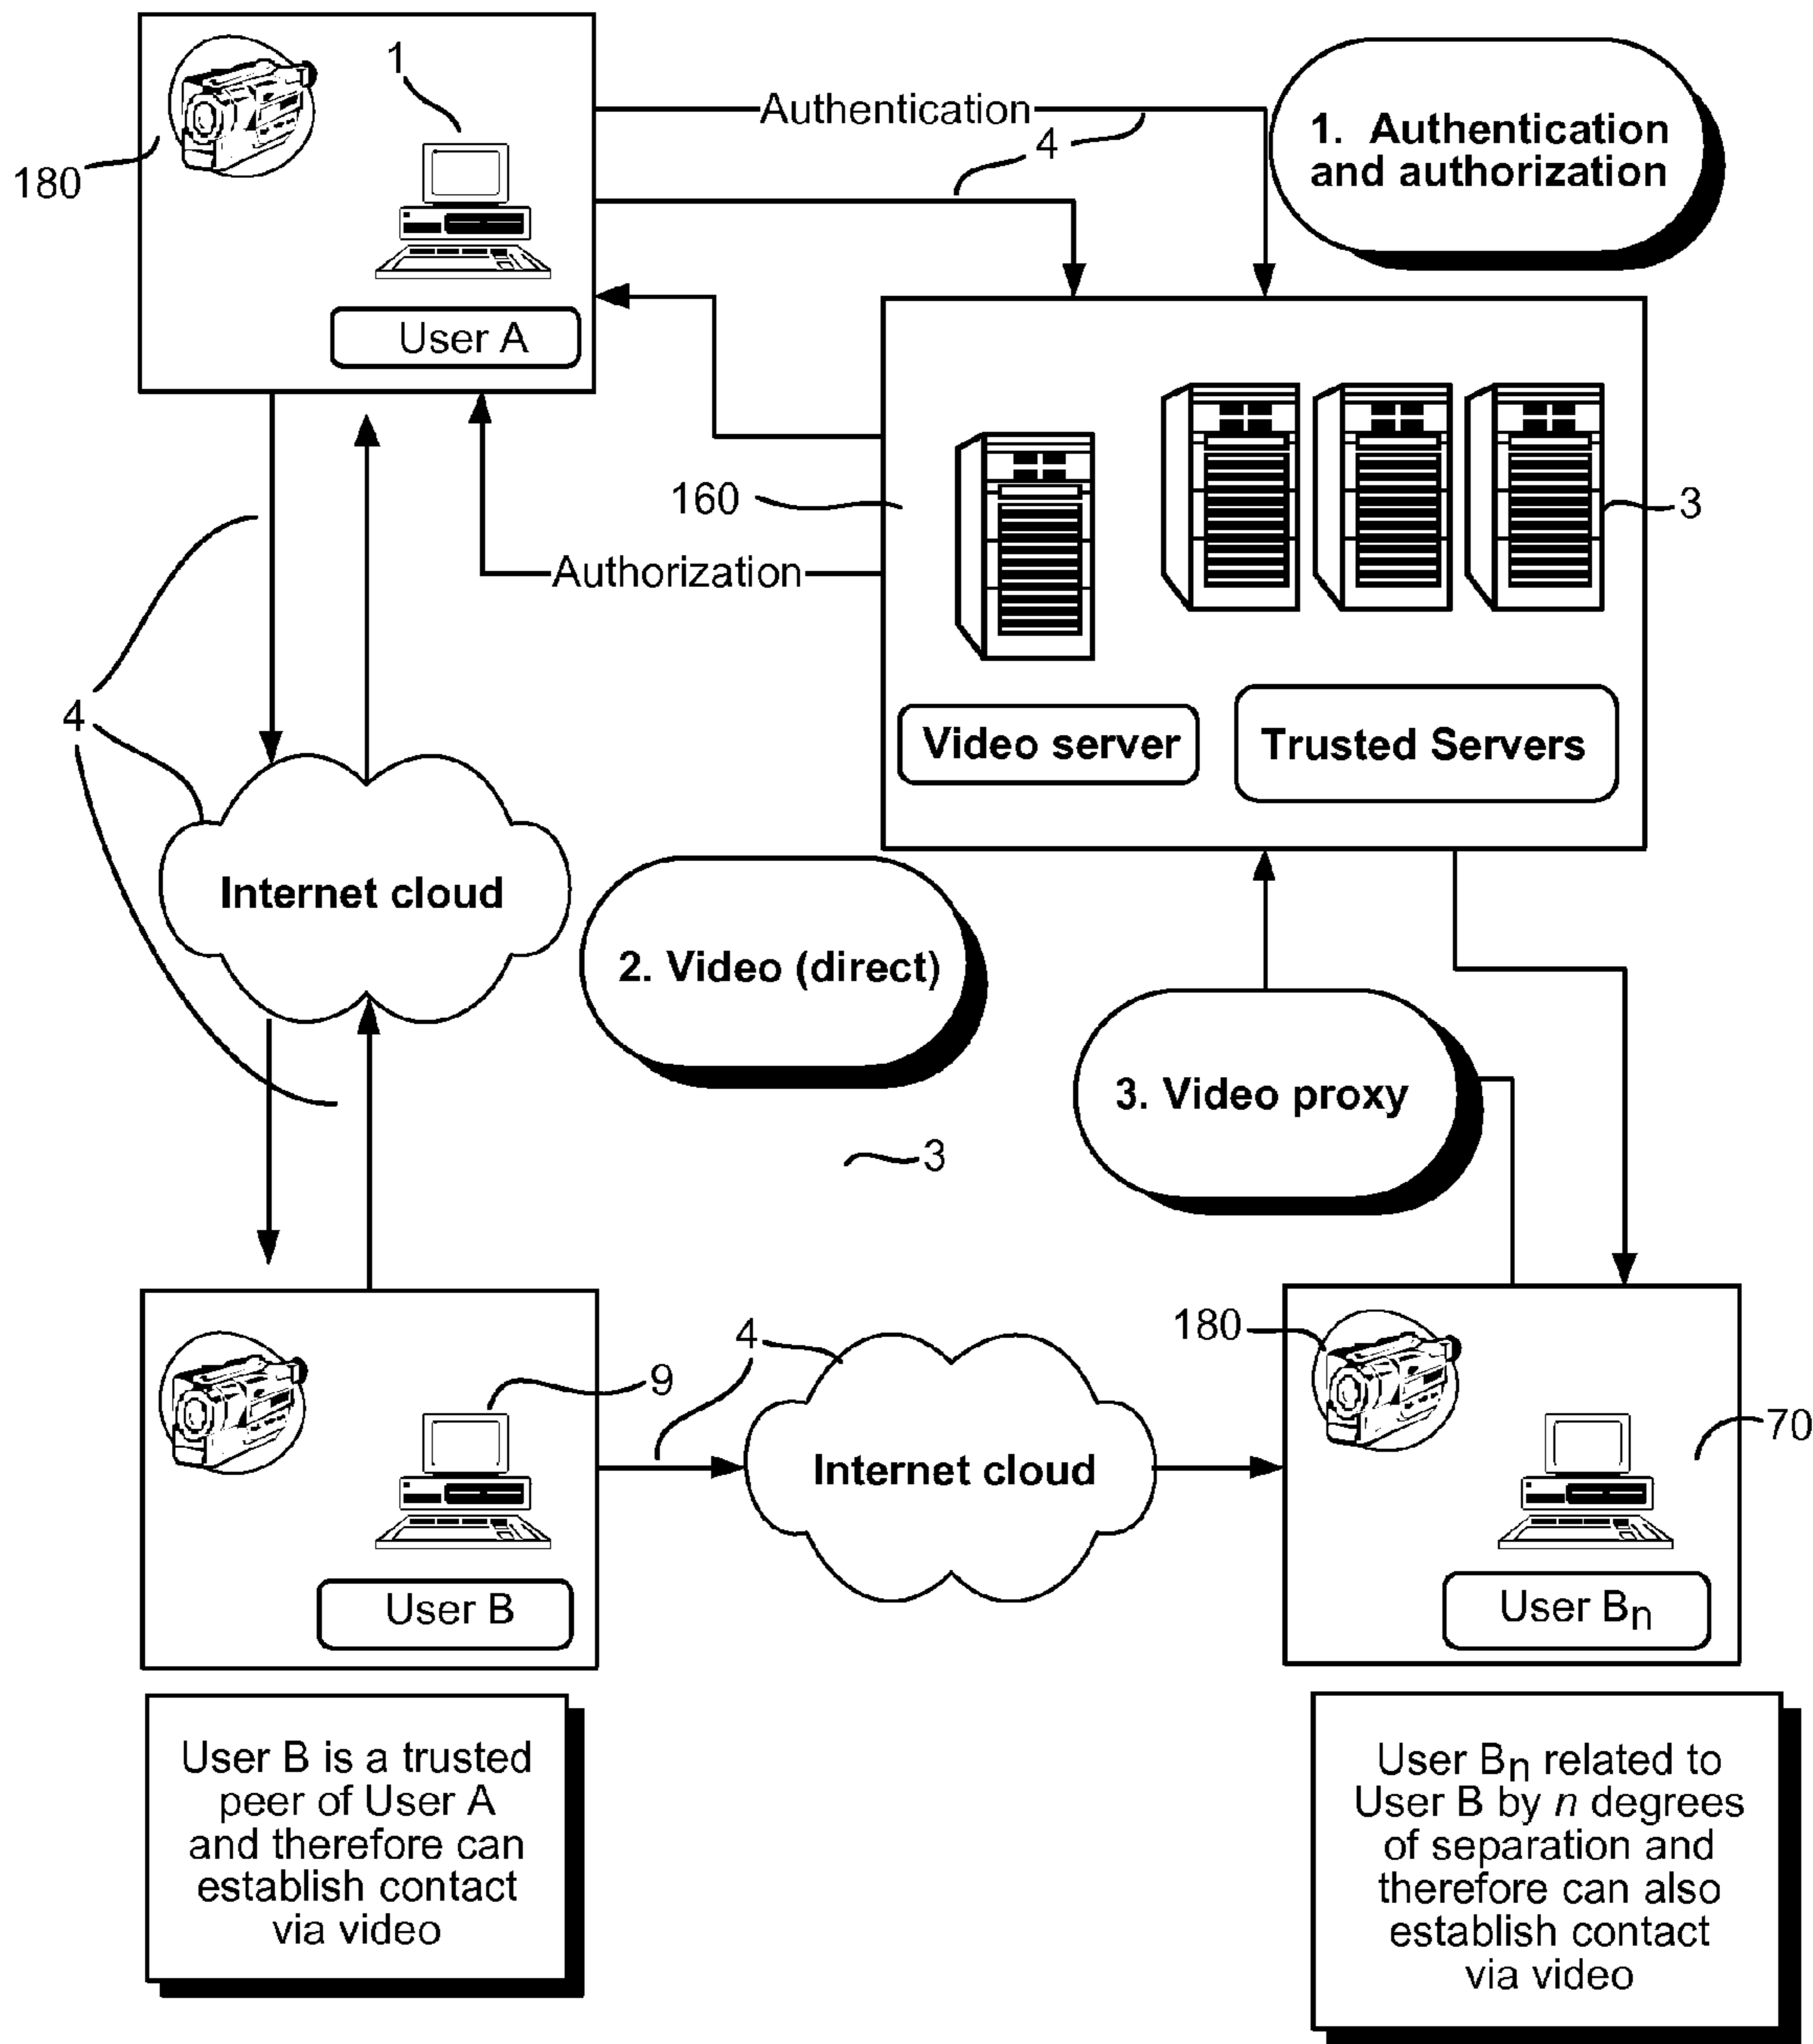 1
180
Authentication
4
1. Authentication
and authorization
User A
160
3
Authorization
4
Video server
Trusted Servers
Internet cloud
2. Video (direct)
3. Video proxy
3
180
4
9
70
Internet cloud
User B
User Bn
User B is a trusted
peer of User A
and therefore can
establish contact
via video
User Bn related to
User B by n degrees
of separation and
therefore can also
establish contact
via video